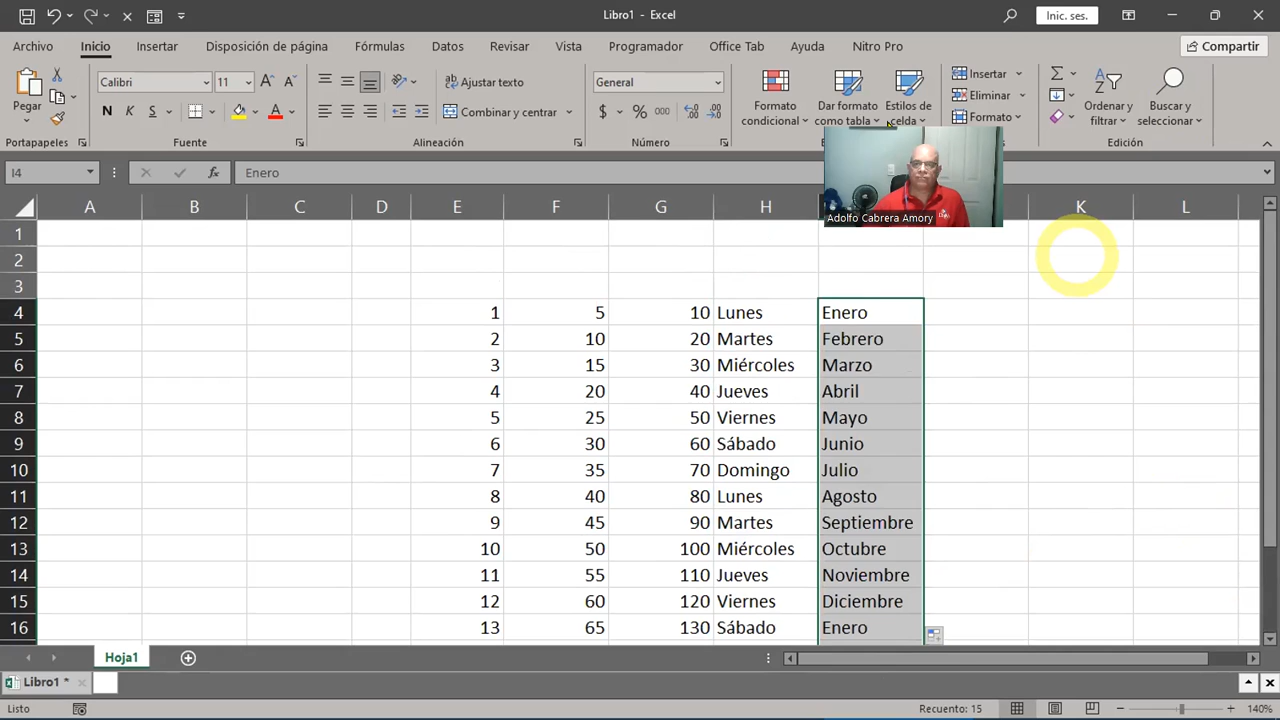 Libro1 - Excel
Inic. ses.
Archivo Inicio Insertar Disposición de página Fórmulas Datos Revisar Vista Programador Office Tab Ayuda Nitro Pro Compartir
Pegar Calibri 11 Ajustar texto General Formato condicional Dar formato como tabla Estilos de celda Insertar Ordenar y filtrar Buscar y seleccionar
N K S Combinar y centrar $ % 000 Eliminar
Formato
Portapapeles Fuente Alineación Número Edición
I4 fx Enero
Adolfo Cabrera Amory
A B C D E F G H K L
1
2
3
4 1 5 10 Lunes Enero
5 2 10 20 Martes Febrero
6 3 15 30 Miércoles Marzo
7 4 20 40 Jueves Abril
8 5 25 50 Viernes Mayo
9 6 30 60 Sábado Junio
10 7 35 70 Domingo Julio
11 8 40 80 Lunes Agosto
12 9 45 90 Martes Septiembre
13 10 50 100 Miércoles Octubre
14 11 55 110 Jueves Noviembre
15 12 60 120 Viernes Diciembre
16 13 65 130 Sábado Enero
Hoja1
Libro1 *
Listo Recuento: 15 140%